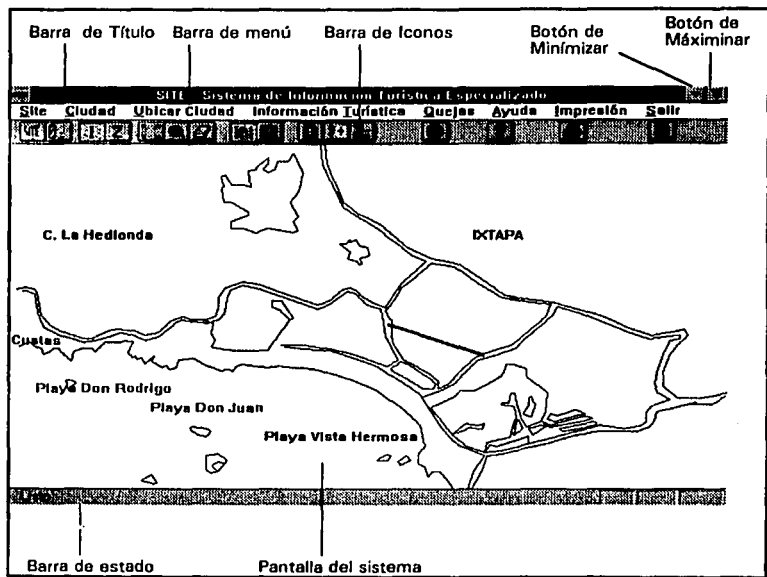 Barra de Título Barra de menú Barra de Iconos Botón de Minímizar Botón de Máximinar
SITE - Sistema de Información Turística Especializado
Site Ciudad Ubicar Ciudad Información Turística Quejas Ayuda Impresión Salir
C. La Hedionda IXTAPA
Cuatas
Playa Don Rodrigo
Playa Don Juan
Playa Vista Hermosa
Barra de estado Pantalla del sistema